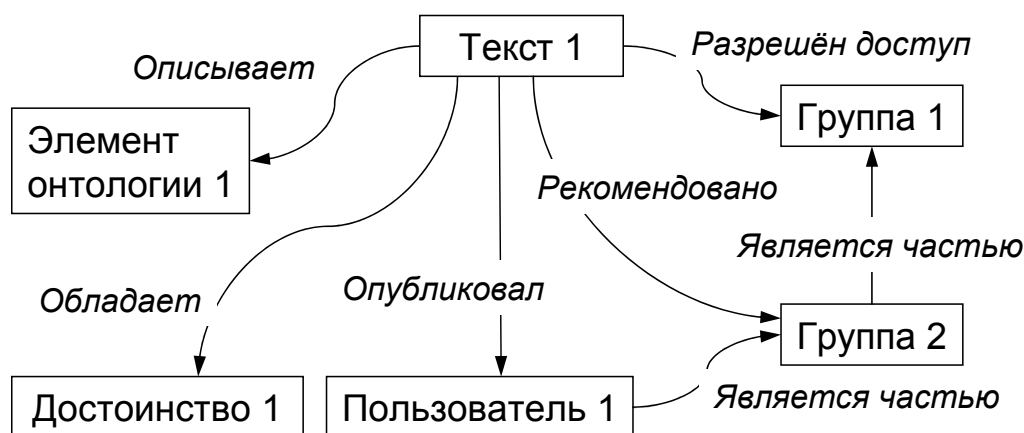 Текст 1
Разрешён доступ
Описывает
Группа 1
Элемент
онтологии 1
Рекомендовано
Является частью
Обладает
Опубликовал
Группа 2
Достоинство 1
Пользователь 1
Является частью